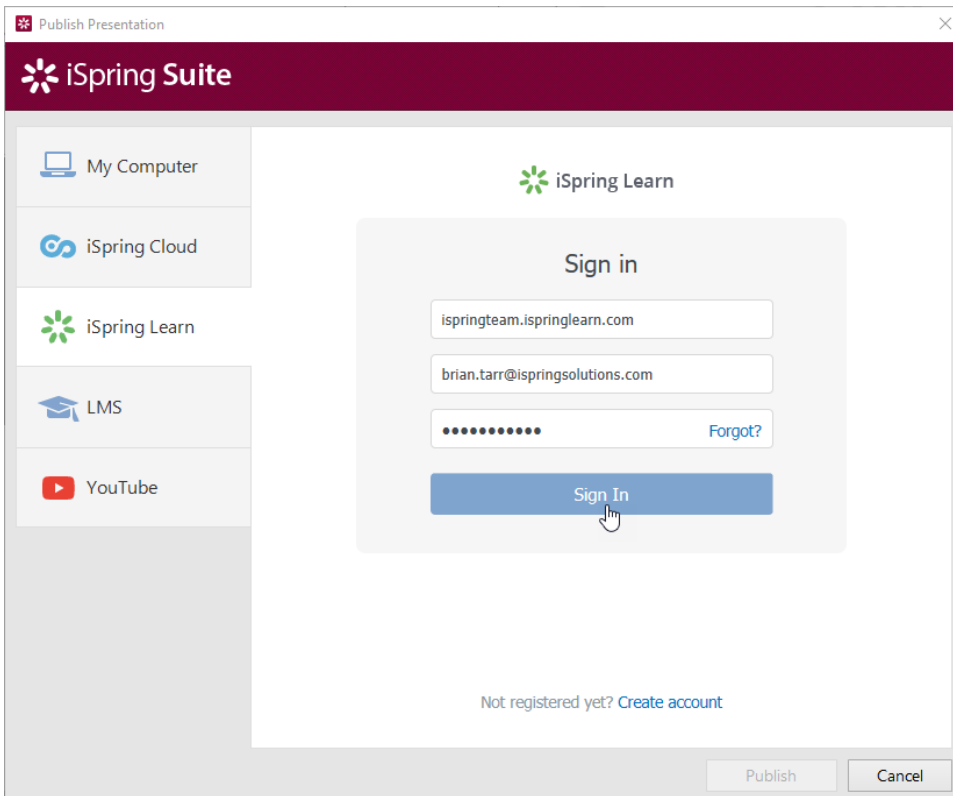 Publish Presentation
iSpring Suite
My Computer
iSpring Cloud
iSpring Learn
LMS
YouTube
iSpring Learn
Sign in
ispringteam.ispringlearn.com
brian.tarr@ispringsolutions.com
••••••••••• Forgot?
Sign In
Not registered yet? Create account
Publish Cancel